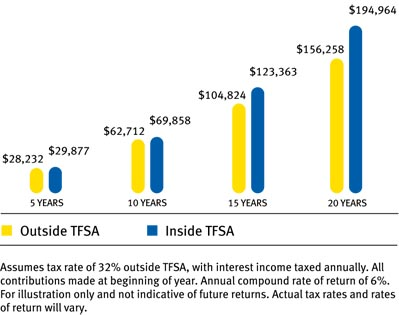 $194,964
$156,258
$123,363
$104,824
$69,858
$62,712
$29,877
$28,232
5 YEARS 10 YEARS 15 YEARS 20 YEARS
Outside TFSA Inside TFSA
Assumes tax rate of 32% outside TFSA, with interest income taxed annually. All
contributions made at beginning of year. Annual compound rate of return of 6%.
For illustration only and not indicative of future returns. Actual tax rates and rates
of return will vary.